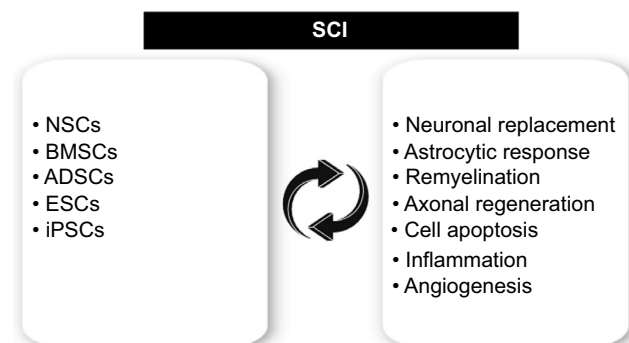 SCI
• NSCs
• BMSCs
• ADSCs
• ESCs
• iPSCs
• Neuronal replacement
• Astrocytic response
• Remyelination
• Axonal regeneration
• Cell apoptosis
• Inflammation
• Angiogenesis